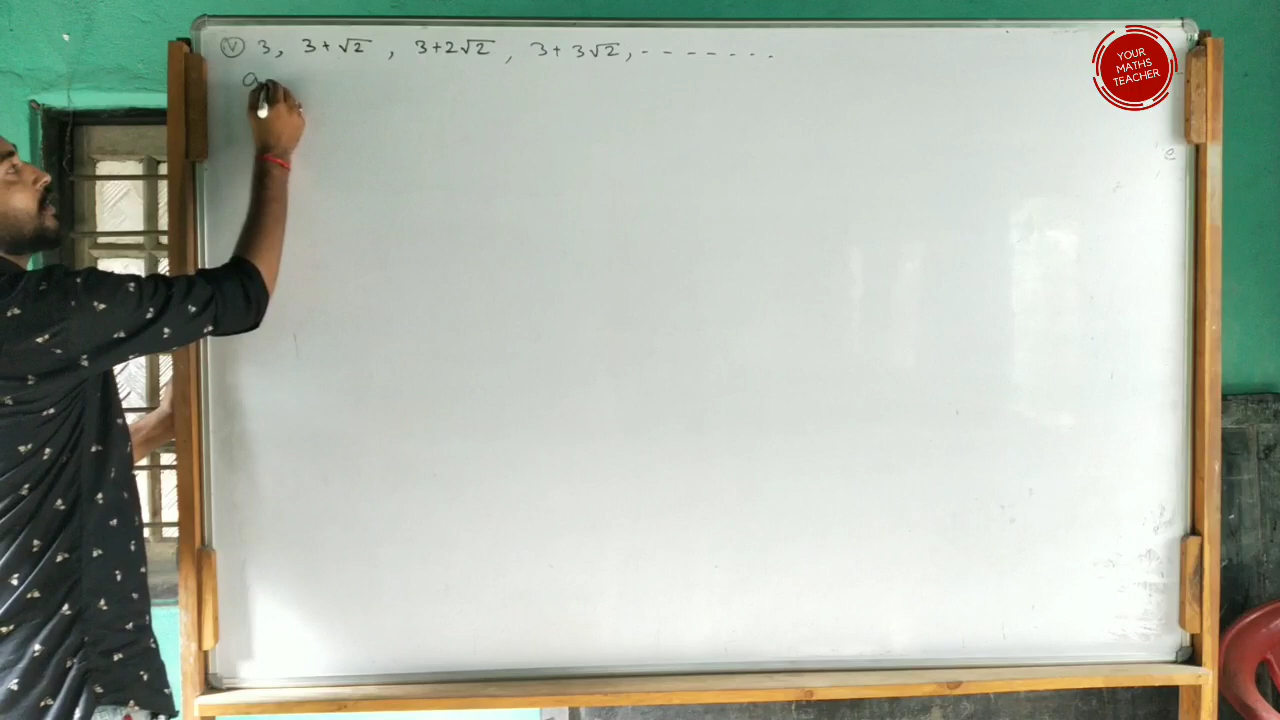 (V) 3, 3+√2, 3+2√2, 3+3√2, - - - - - - - .
a
YOUR
MATHS
TEACHER
e